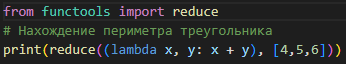 from functools import reduce
# Нахождение периметра треугольника
print(reduce((lambda x, y: x + y), [4,5,6]))